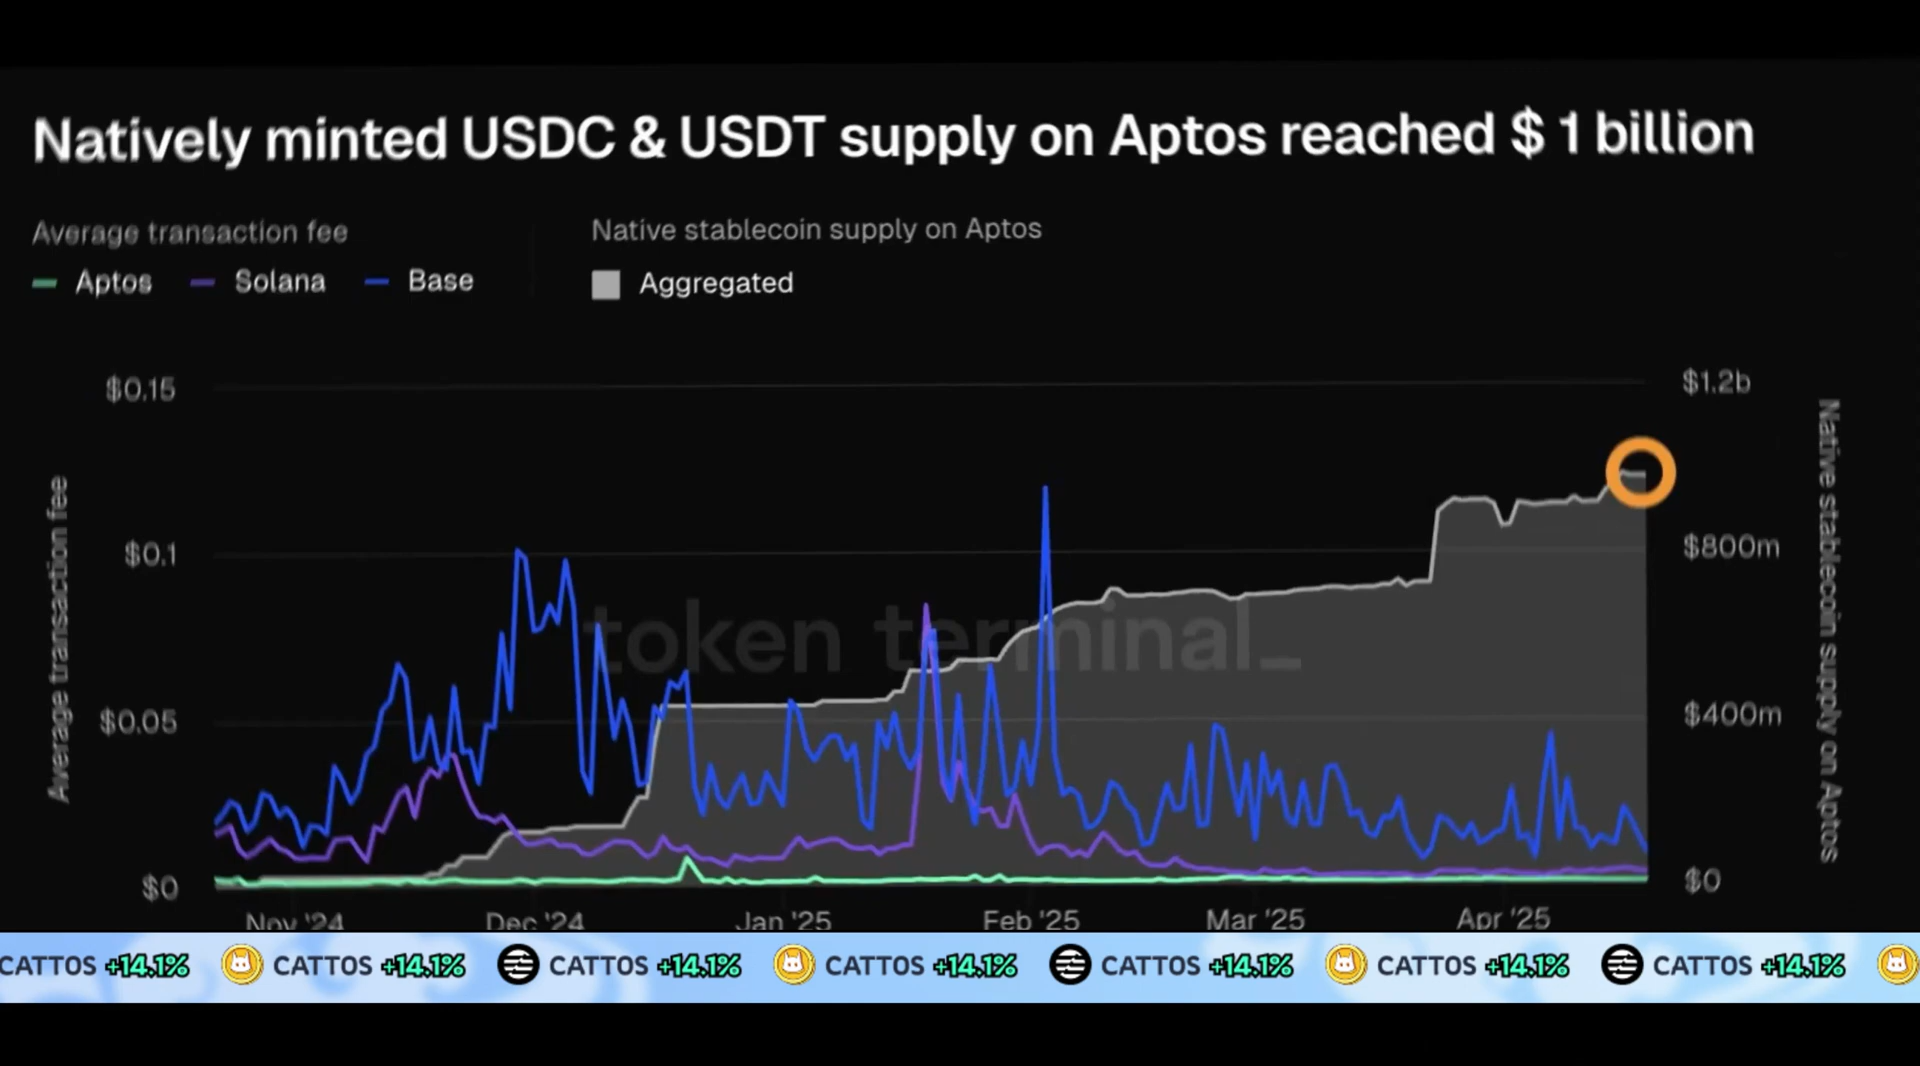 Natively minted USDC & USDT supply on Aptos reached $ 1 billion
Average transaction fee
Native stablecoin supply on Aptos
Aptos Solana Base
Aggregated
$0.15
$0.1
$0.05
$0
Average transaction fee
token terminal_
$1.2b
$800m
$400m
$0
Native stablecoin supply on Aptos
Nov '24 Dec '24 Jan '25 Feb '25 Mar '25 Apr '25
CATTOS +14.1% CATTOS +14.1% CATTOS +14.1% CATTOS +14.1% CATTOS +14.1% CATTOS +14.1% CATTOS +14.1%